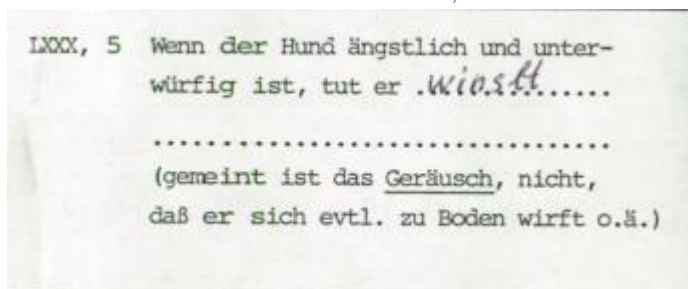 LXXX, 5 Wenn der Hund ängstlich und unter-
würfig ist, tut er .wiaslt......
...................................
(gemeint ist das Geräusch, nicht,
daß er sich evtl. zu Boden wirft o.ä.)